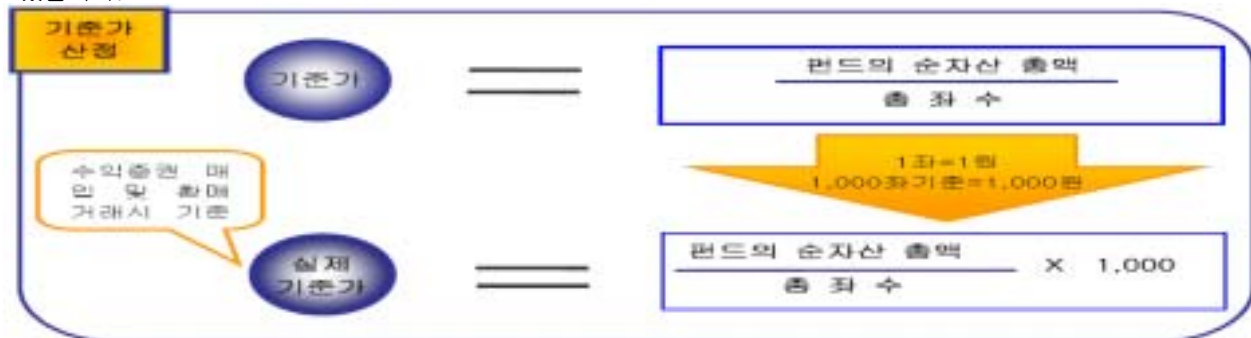 기준가
산정
기준가
펀드의 순자산 총액
총 좌 수
수익증권 매
입 및 환매
거래시 기준
1좌=1원
1,000좌기준=1,000원
실제
기준가
펀드의 순자산 총액
총 좌 수
X 1,000